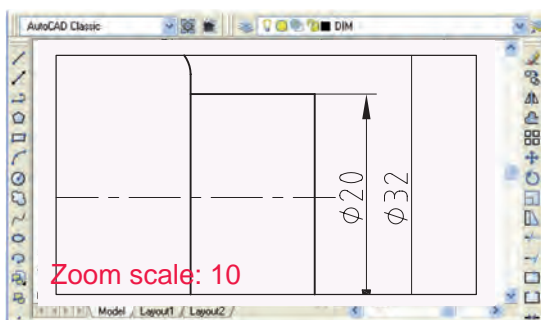 AutoCAD Classic
DIM
ϕ20
ϕ32
Zoom scale: 10
Model / Layout1 / Layout2 /